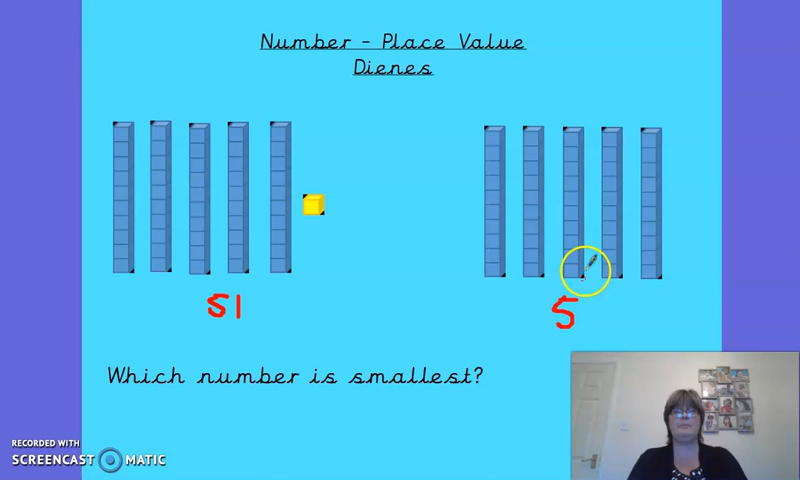 Number - Place Value
Dienes
51 5
Which number is smallest?
RECORDED WITH
SCREENCAST MATIC